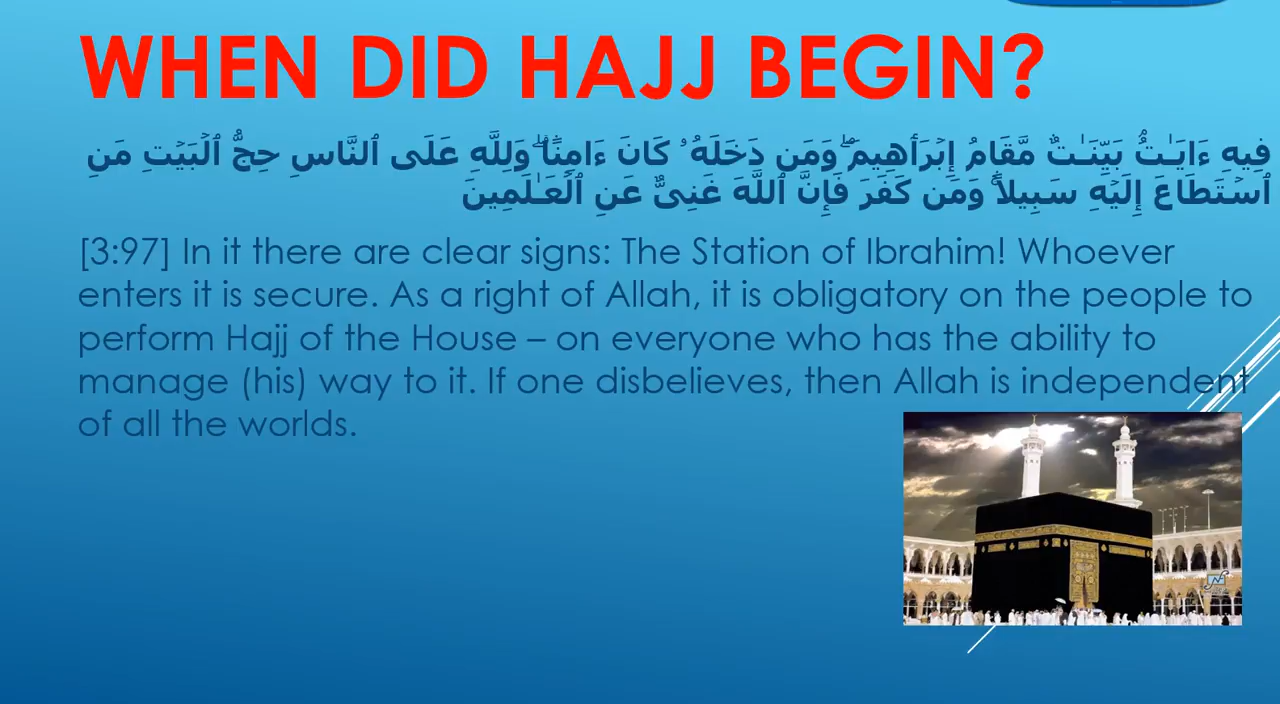 WHEN DID HAJJ BEGIN?
فِيهِ ءَايَـٰتُۢ بَيِّنَـٰتٌ مَّقَامُ إِبْرَٲهِيمَ‌ۖ وَمَن دَخَلَهُ ۥ كَانَ ءَامِنًا‌ۗ وَلِلَّهِ عَلَى ٱلنَّاسِ حِجُّ ٱلْبَيْتِ مَنِ
ٱسْتَطَاعَ إِلَيْهِ سَبِيلاً‌ۚ وَمَن كَفَرَ فَإِنَّ ٱللَّهَ غَنِىٌّ عَنِ ٱلْعَـٰلَمِينَ
[3:97] In it there are clear signs: The Station of Ibrahim! Whoever
enters it is secure. As a right of Allah, it is obligatory on the people to
perform Hajj of the House – on everyone who has the ability to
manage (his) way to it. If one disbelieves, then Allah is independent
of all the worlds.